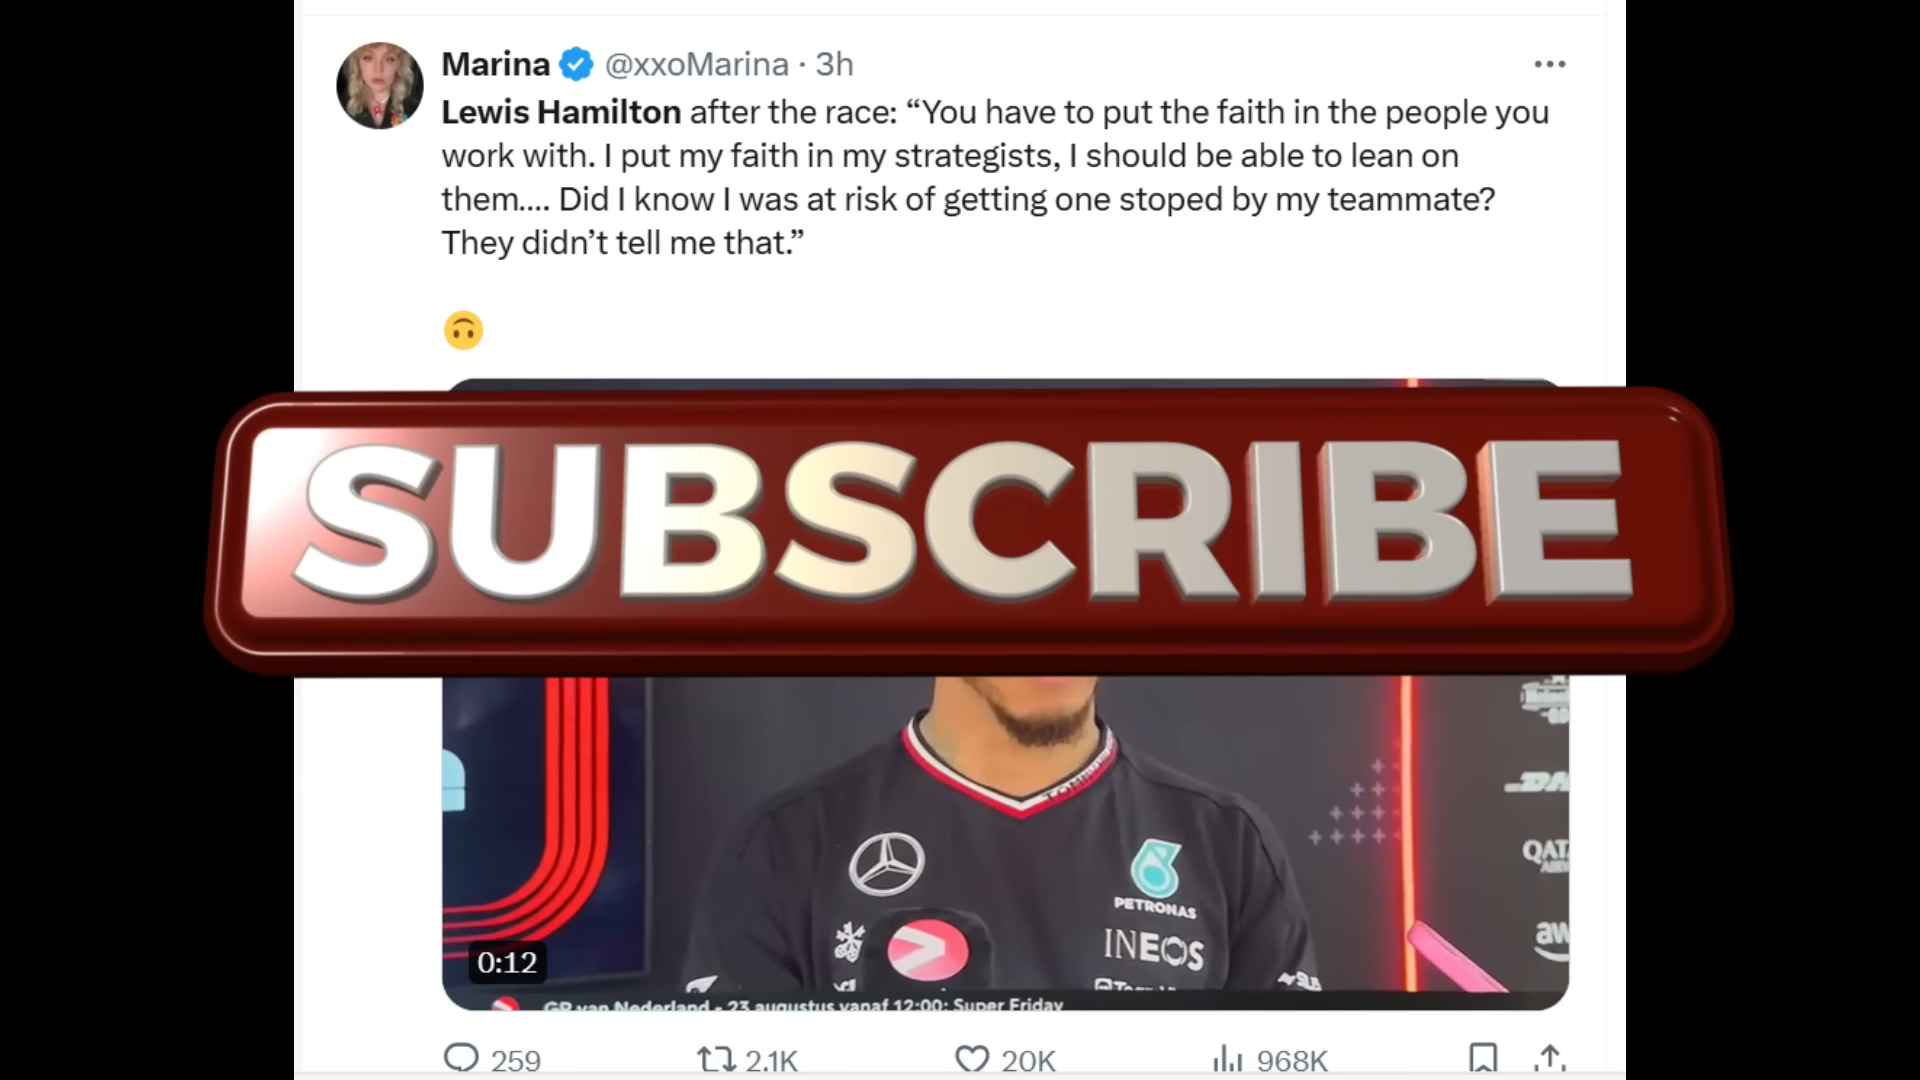 Marina @xxoMarina · 3h
Lewis Hamilton after the race: “You have to put the faith in the people you
work with. I put my faith in my strategists, I should be able to lean on
them.... Did I know I was at risk of getting one stoped by my teammate?
They didn’t tell me that.”
SUBSCRIBE
PETRONAS
INEOS
QAT
aw
0:12
GP van Nederland - 23 augustus vanaf 12:00: Super Friday
259 2.1K 20K 968K